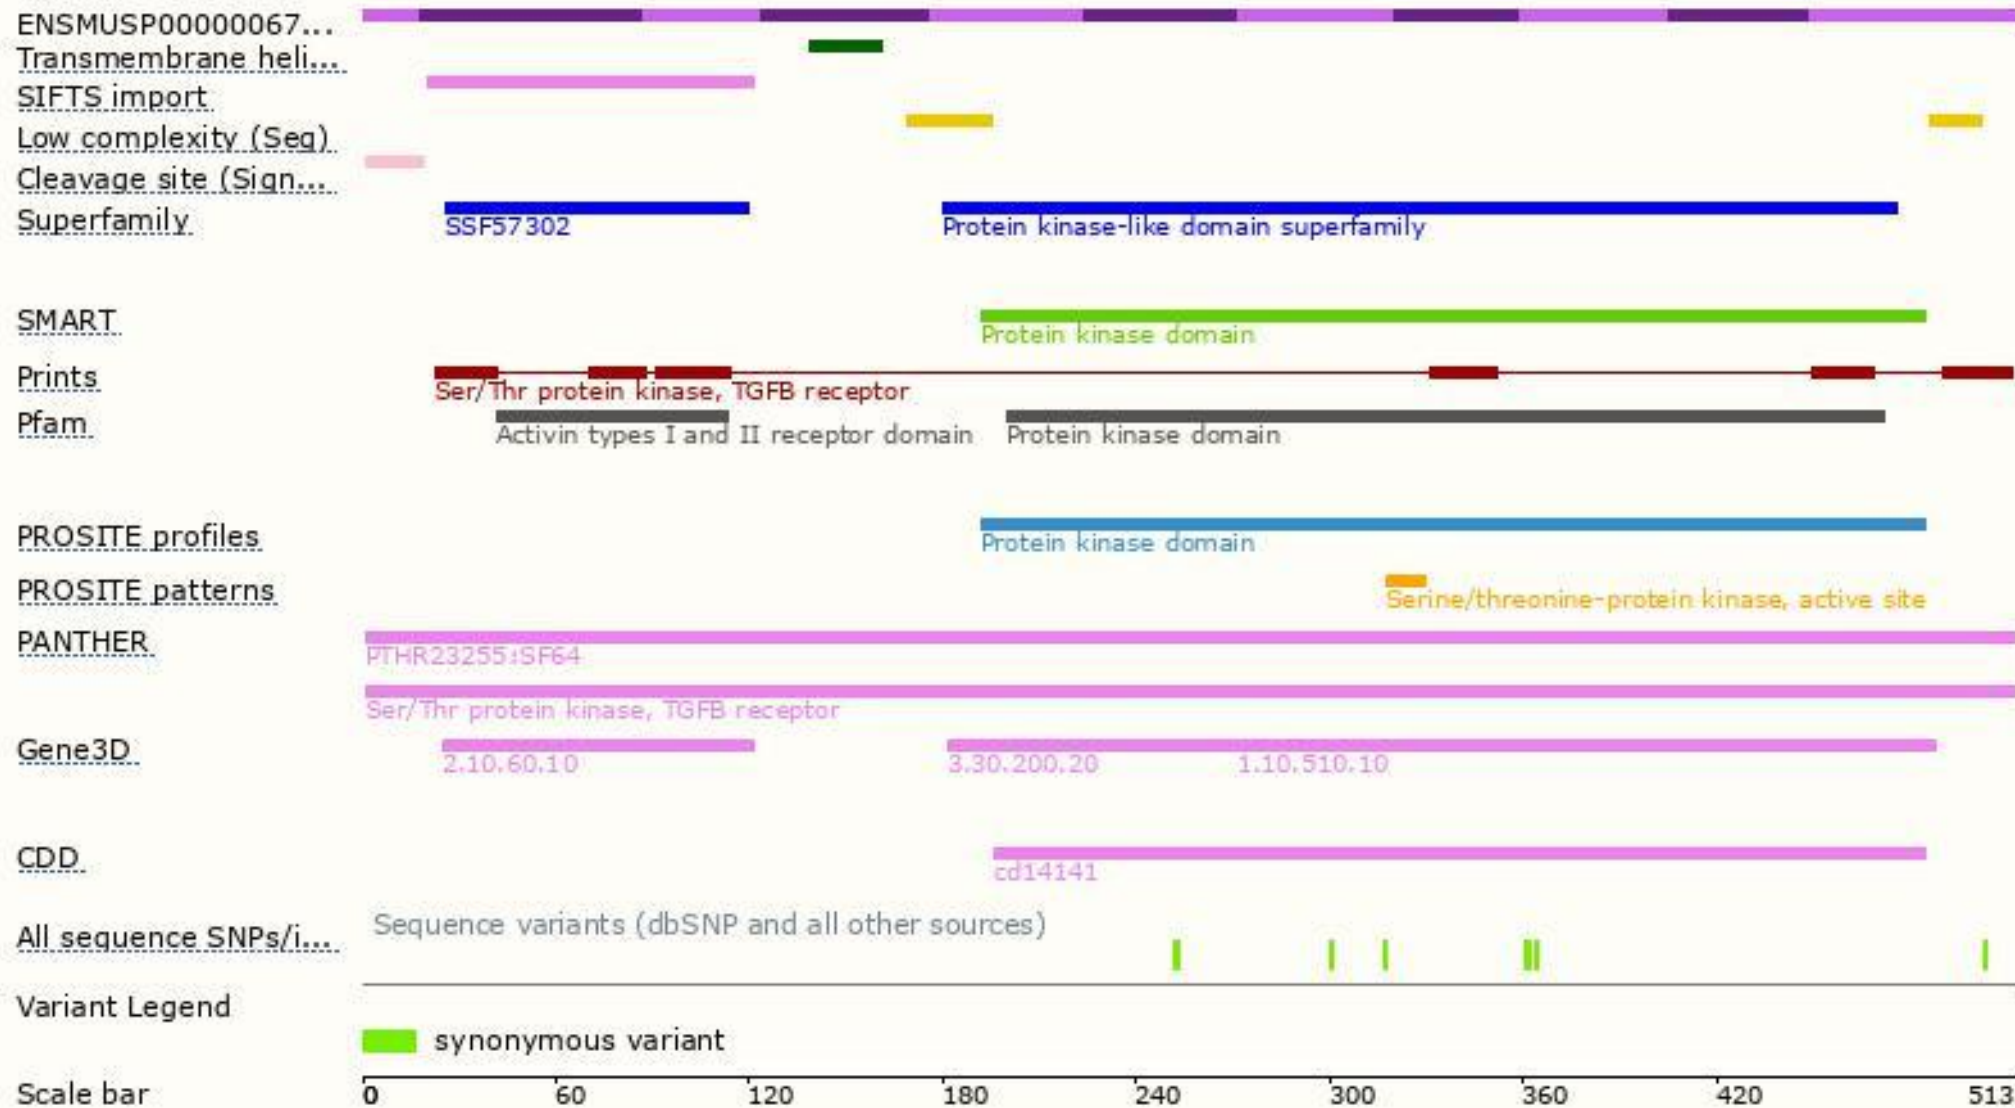 ENSMUSP00000067...
Transmembrane heli...
SIFTS import
Low complexity (Seg)
Cleavage site (Sign...
Superfamily
SSF57302
Protein kinase-like domain superfamily
SMART
Protein kinase domain
Prints
Ser/Thr protein kinase, TGFB receptor
Pfam
Activin types I and II receptor domain
Protein kinase domain
PROSITE profiles
Protein kinase domain
PROSITE patterns
Serine/threonine-protein kinase, active site
PANTHER
PTHR23255:SF64
Ser/Thr protein kinase, TGFB receptor
Gene3D
2.10.60.10
3.30.200.20
1.10.510.10
CDD
cd14141
Sequence variants (dbSNP and all other sources)
All sequence SNPs/i...
Variant Legend
synonymous variant
Scale bar
0 60 120 180 240 300 360 420 513